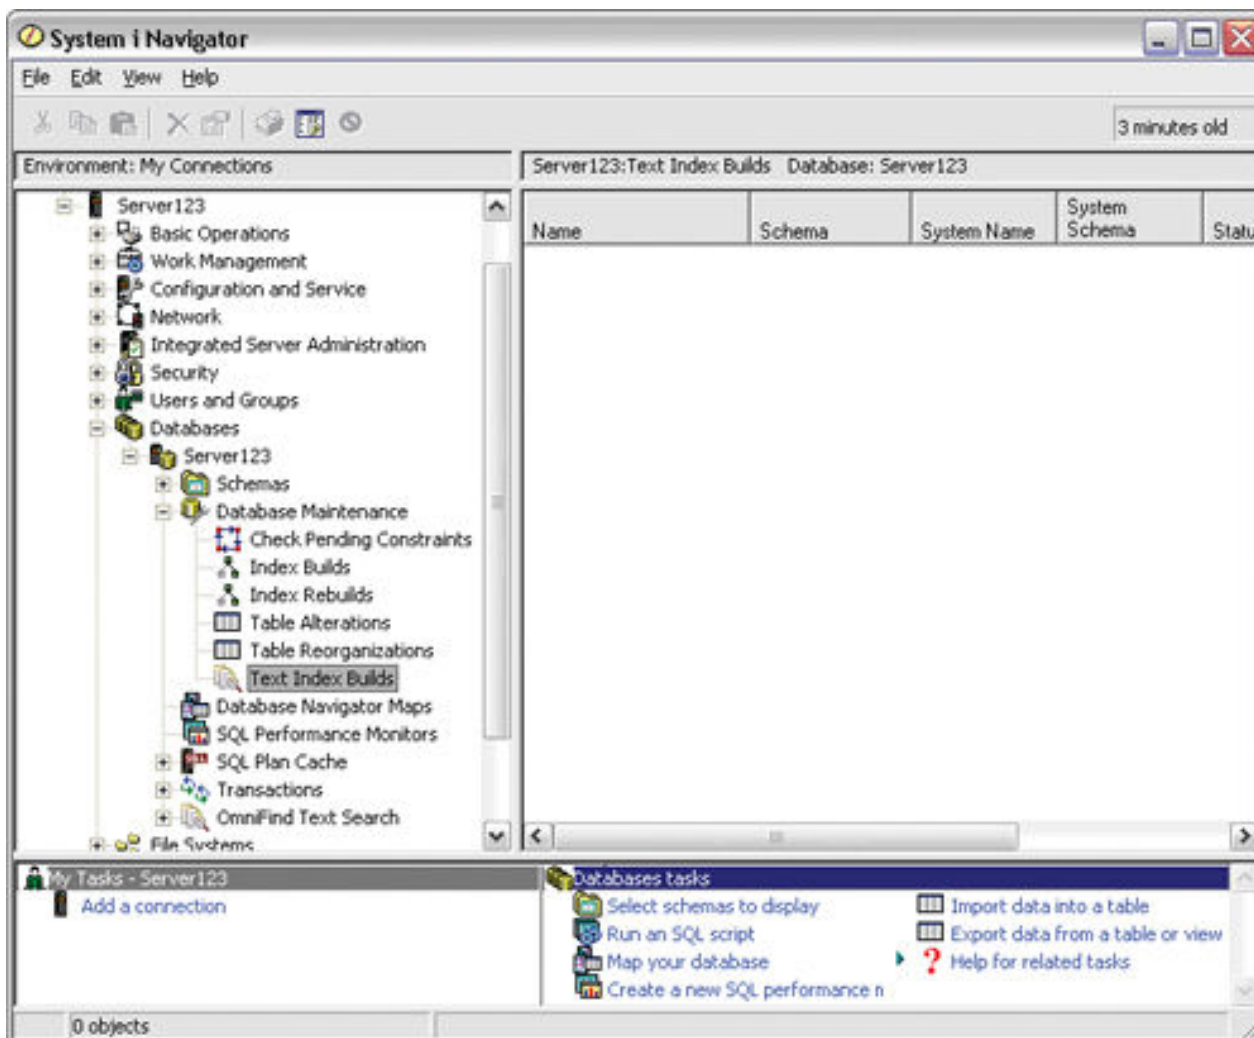 System i Navigator
File Edit View Help
3 minutes old
Environment: My Connections
Server123:Text Index Builds Database: Server123
Server123
Basic Operations
Work Management
Configuration and Service
Network
Integrated Server Administration
Security
Users and Groups
Databases
Server123
Schemas
Database Maintenance
Check Pending Constraints
Index Builds
Index Rebuilds
Table Alterations
Table Reorganizations
Text Index Builds
Database Navigator Maps
SQL Performance Monitors
SQL Plan Cache
Transactions
OmniFind Text Search
File Systems
Name Schema System Name System Schema Statu
My Tasks - Server123
Add a connection
Databases tasks
Select schemas to display
Run an SQL script
Map your database
Create a new SQL performance n
Import data into a table
Export data from a table or view
Help for related tasks
0 objects